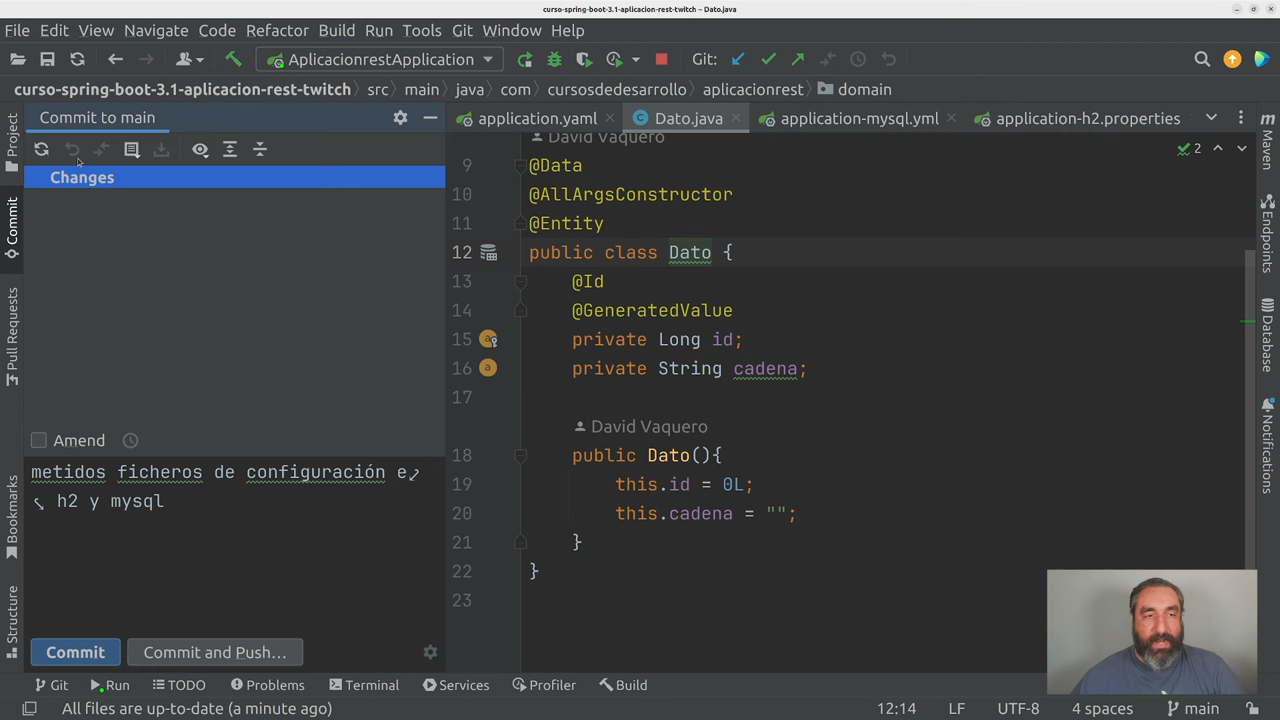 curso-spring-boot-3.1-aplicacion-rest-twitch – Dato.java
File Edit View Navigate Code Refactor Build Run Tools Git Window Help
AplicacionrestApplication Git:
curso-spring-boot-3.1-aplicacion-rest-twitch src main java com cursosdedesarrollo aplicacionrest domain
Project
Commit
Pull Requests
Bookmarks
Structure
Commit to main
Changes
Amend
metidos ficheros de configuración e
h2 y mysql
Commit Commit and Push...
application.yaml Dato.java application-mysql.yml application-h2.properties
David Vaquero
2
9 @Data
10 @AllArgsConstructor
11 @Entity
12 public class Dato {
13 @Id
14 @GeneratedValue
15 private Long id;
16 private String cadena;
17
David Vaquero
18 public Dato(){
19 this.id = 0L;
20 this.cadena = "";
21 }
22 }
23
Maven
Endpoints
Database
Notifications
Git Run TODO Problems Terminal Services Profiler Build
All files are up-to-date (a minute ago) 12:14 LF UTF-8 4 spaces main